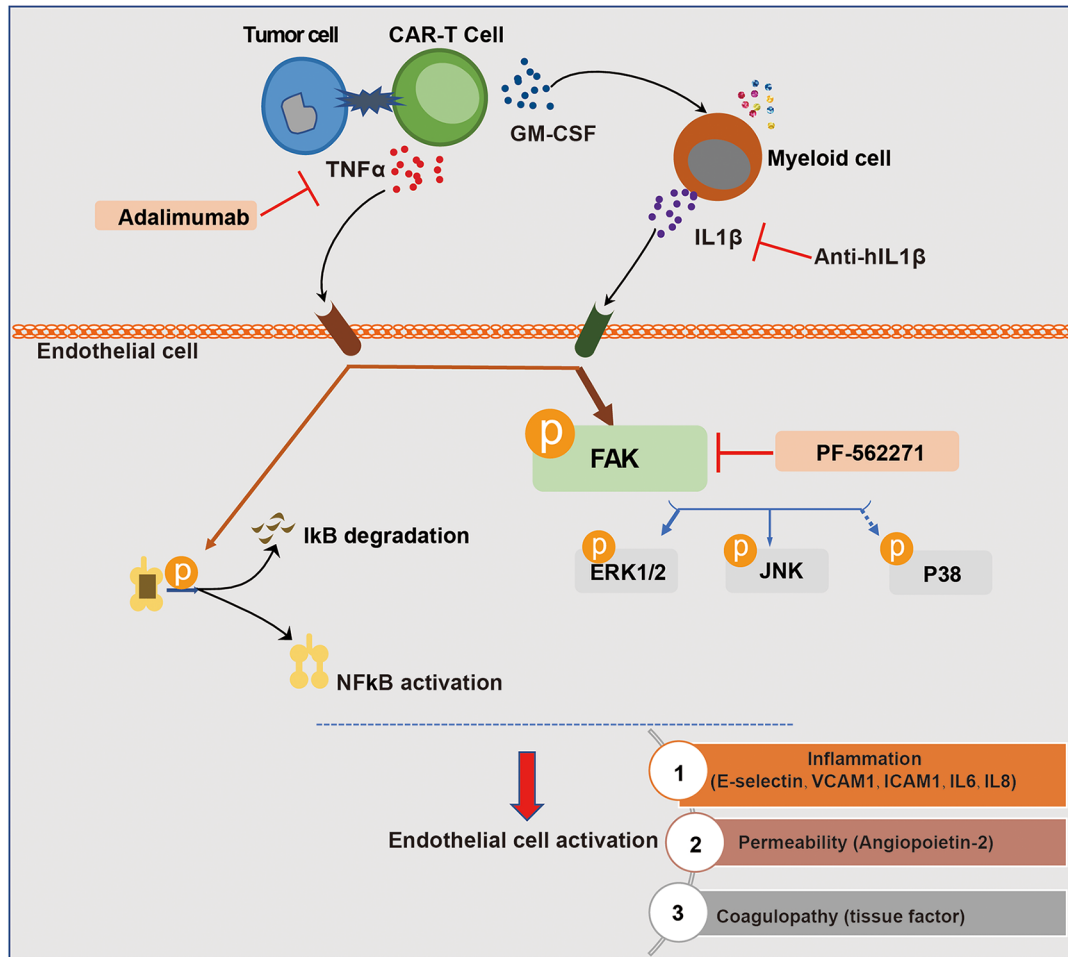 Tumor cell
CAR-T Cell
GM-CSF
Myeloid cell
TNFα
Adalimumab
IL1β
Anti-hIL1β
Endothelial cell
p
FAK
PF-562271
p
ERK1/2
p
JNK
p
P38
IkB degradation
p
NFkB activation
Endothelial cell activation
1
Inflammation
(E-selectin, VCAM1, ICAM1, IL6, IL8)
2
Permeability (Angiopoietin-2)
3
Coagulopathy (tissue factor)